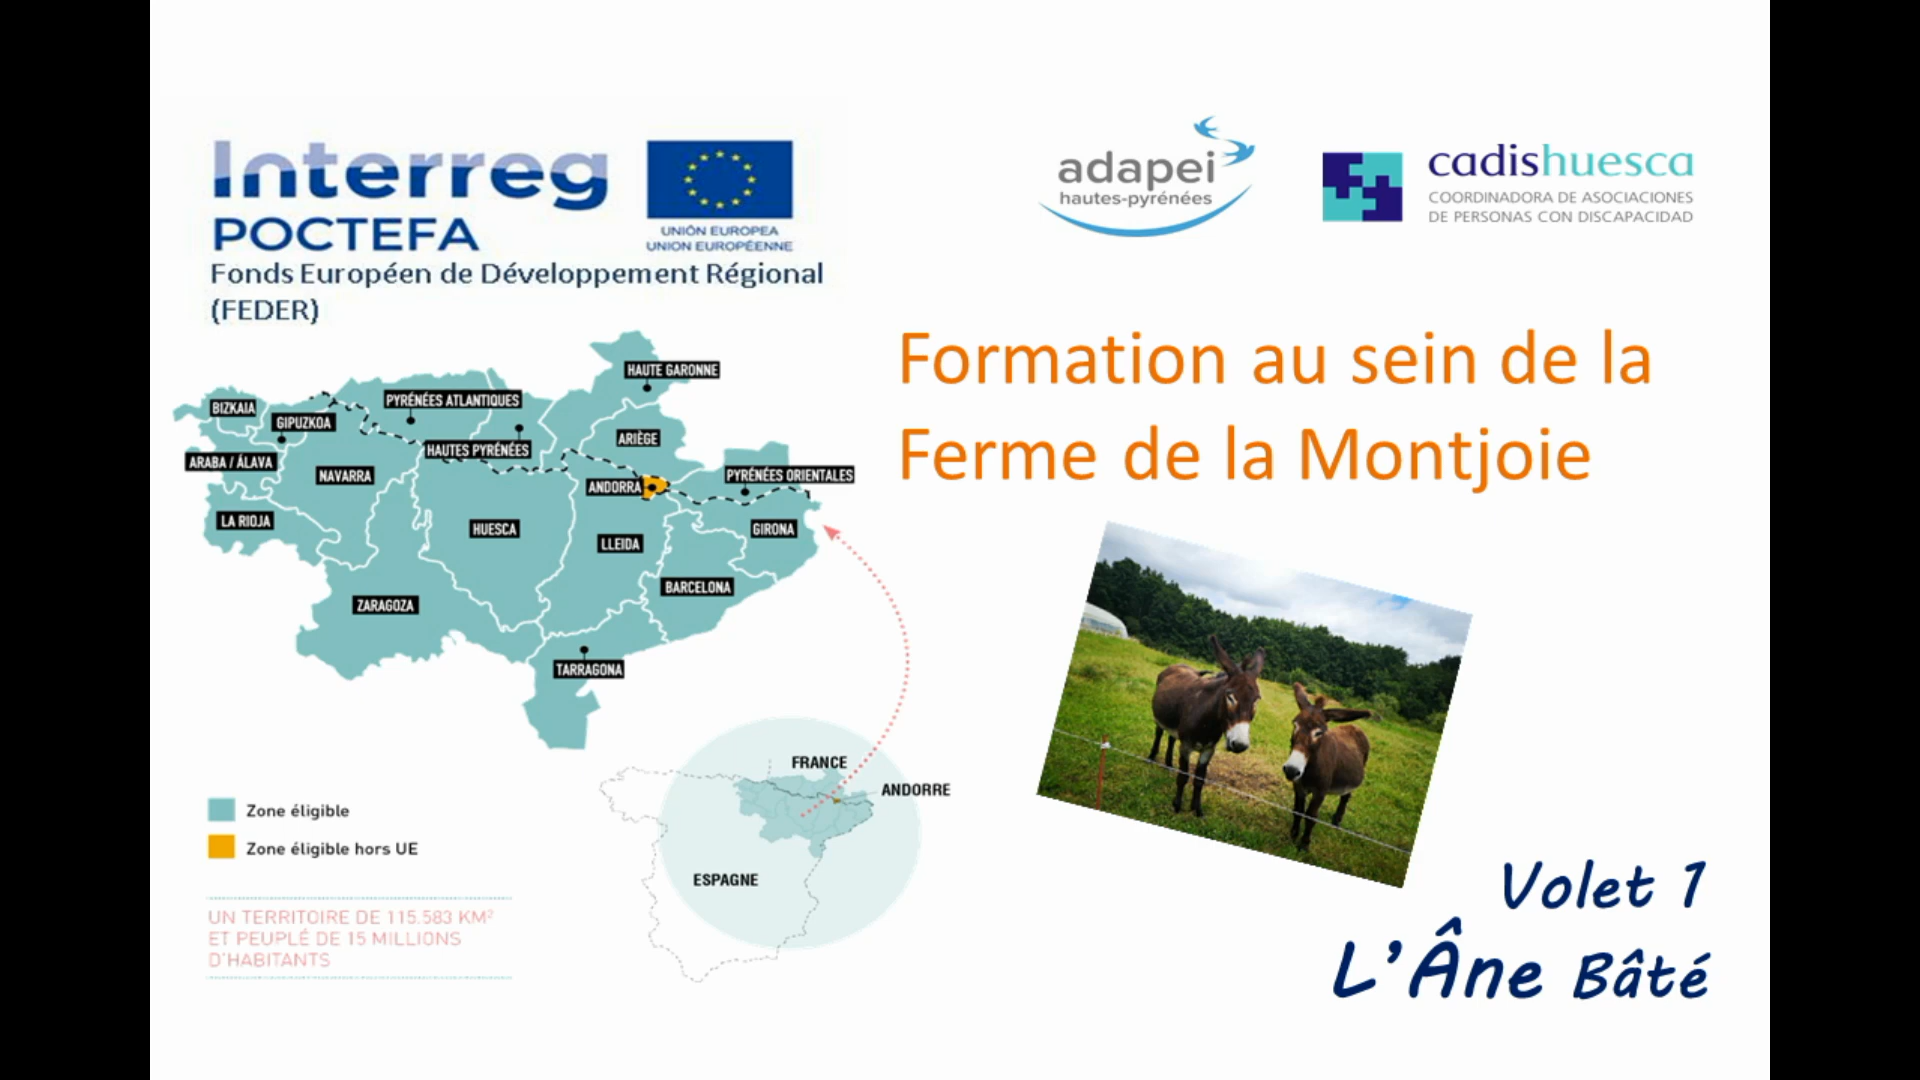 Interreg
POCTEFA
UNIÓN EUROPEA
UNION EUROPÉENNE
Fonds Européen de Développement Régional
(FEDER)
adapei
hautes-pyrénées
cadishuesca
COORDINADORA DE ASOCIACIONES
DE PERSONAS CON DISCAPACIDAD
Formation au sein de la
Ferme de la Montjoie
HAUTE GARONNE
PYRÉNÉES ATLANTIQUES
BIZKAIA
GIPUZKOA
ARIÈGE
HAUTES PYRÉNÉES
ARABA / ÁLAVA
NAVARRA
PYRÉNÉES ORIENTALES
ANDORRA
LA RIOJA
HUESCA
GIRONA
LLEIDA
BARCELONA
ZARAGOZA
TARRAGONA
FRANCE
ANDORRE
ESPAGNE
Zone éligible
Zone éligible hors UE
UN TERRITOIRE DE 115.583 KM²
ET PEUPLÉ DE 15 MILLIONS
D'HABITANTS
Volet 1
L'Âne Bâté